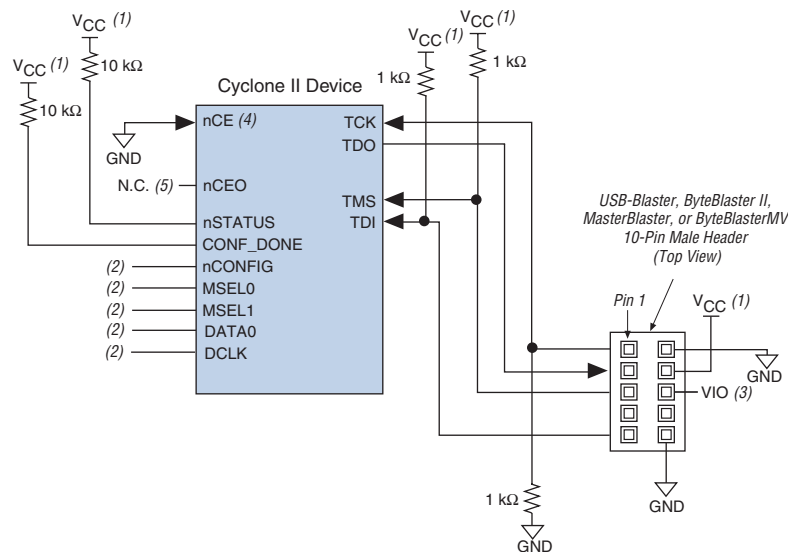 VCC (1)
VCC (1)
10 kΩ
10 kΩ
VCC (1)
VCC (1)
1 kΩ
1 kΩ
Cyclone II Device
nCE (4)
GND
N.C. (5)
nCEO
nSTATUS
CONF_DONE
(2)
nCONFIG
(2)
MSEL0
(2)
MSEL1
(2)
DATA0
(2)
DCLK
TCK
TDO
TMS
TDI
USB-Blaster, ByteBlaster II,
MasterBlaster, or ByteBlasterMV
10-Pin Male Header
(Top View)
Pin 1
VCC (1)
GND
VIO (3)
GND
1 kΩ
GND